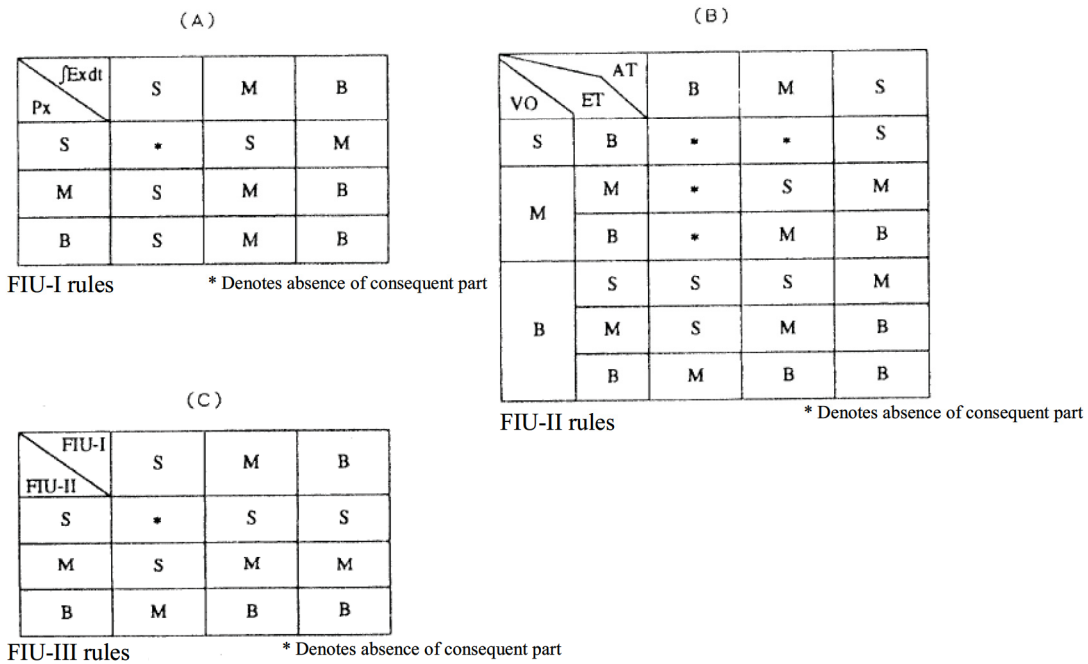 (A)
∫Exdt
Px
S M B
S * S M
M S M B
B S M B
FIU-I rules
* Denotes absence of consequent part
(B)
AT
VO ET
B M S
S B * * S
M M * S M
B * M B
B S S S M
M S M B
B M B B
FIU-II rules
* Denotes absence of consequent part
(C)
FIU-I
FIU-II
S M B
S * S S
M S M M
B M B B
FIU-III rules
* Denotes absence of consequent part